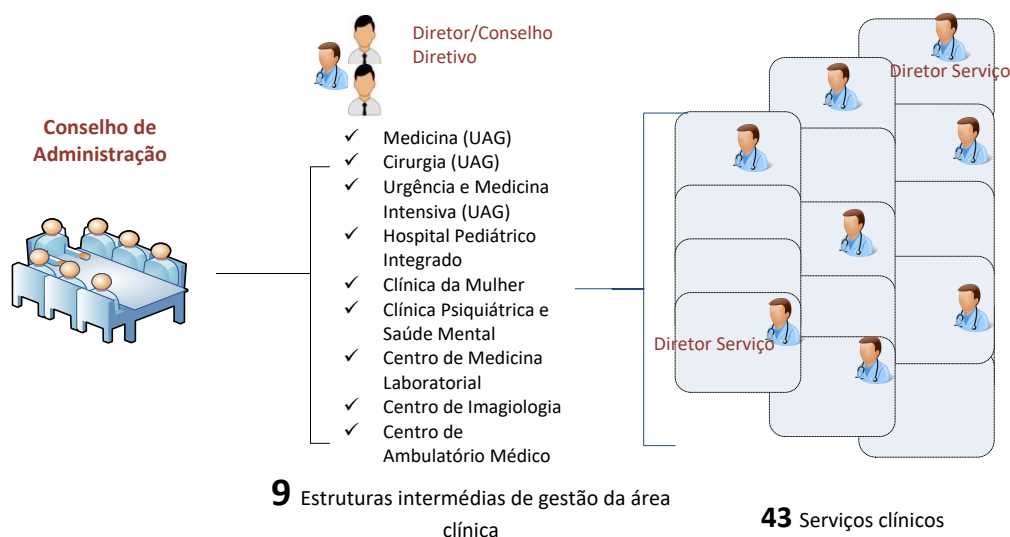 Diretor/Conselho
Diretivo
Conselho de
Administração
✓ Medicina (UAG)
✓ Cirurgia (UAG)
✓ Urgência e Medicina
Intensiva (UAG)
✓ Hospital Pediátrico
Integrado
✓ Clínica da Mulher
✓ Clínica Psiquiátrica e
Saúde Mental
✓ Centro de Medicina
Laboratorial
✓ Centro de Imagiologia
✓ Centro de
Ambulatório Médico
9 Estruturas intermédias de gestão da área
clínica
Diretor Serviço
Diretor Serviço
43 Serviços clínicos